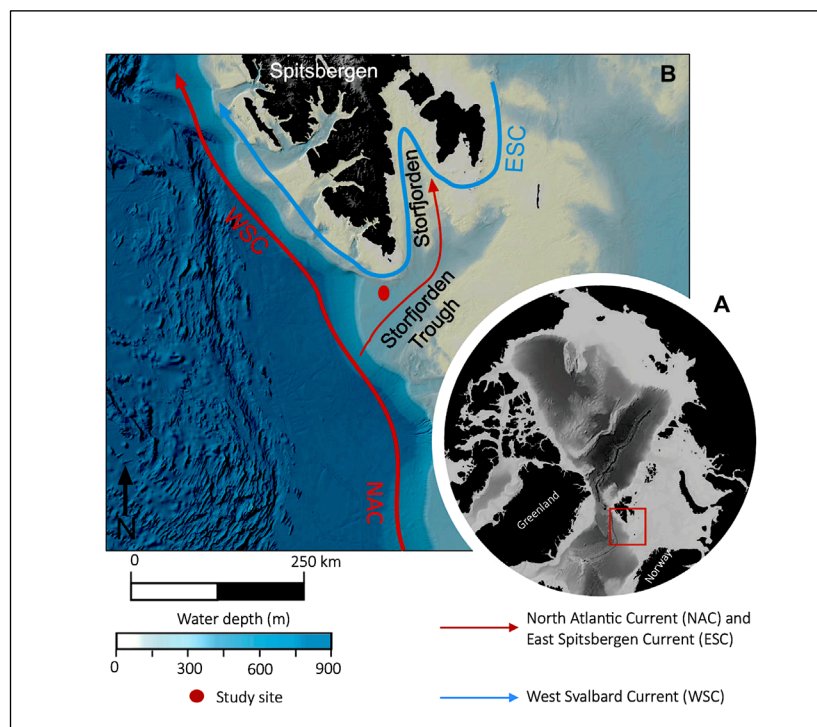 Spitsbergen
B
ESC
Storfjorden
WSC
Storfjorden
Trough
A
NAC
N
Greenland
Norway
0
250 km
Water depth (m)
0
300
600
900
Study site
North Atlantic Current (NAC) and
East Spitsbergen Current (ESC)
West Svalbard Current (WSC)